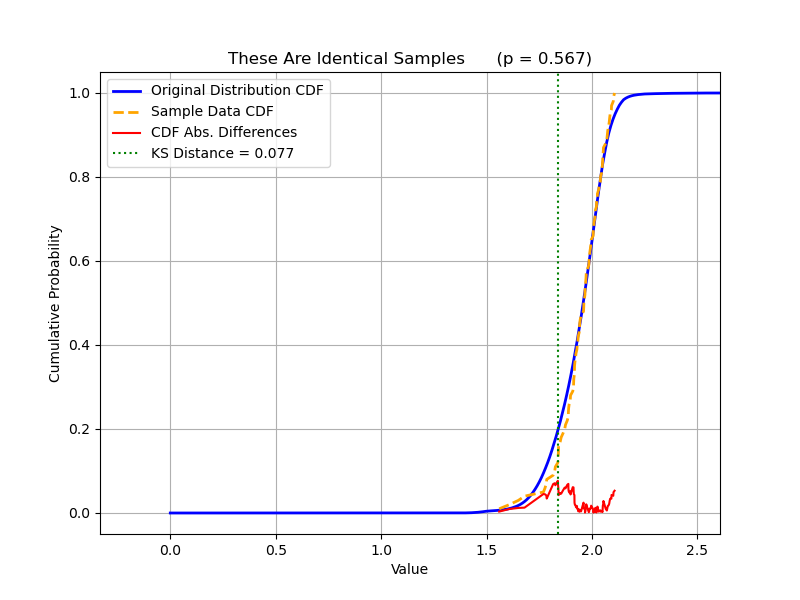 These Are Identical Samples (p = 0.567)
Original Distribution CDF
Sample Data CDF
CDF Abs. Differences
KS Distance = 0.077
Cumulative Probability
1.0
0.8
0.6
0.4
0.2
0.0
0.0 0.5 1.0 1.5 2.0 2.5
Value